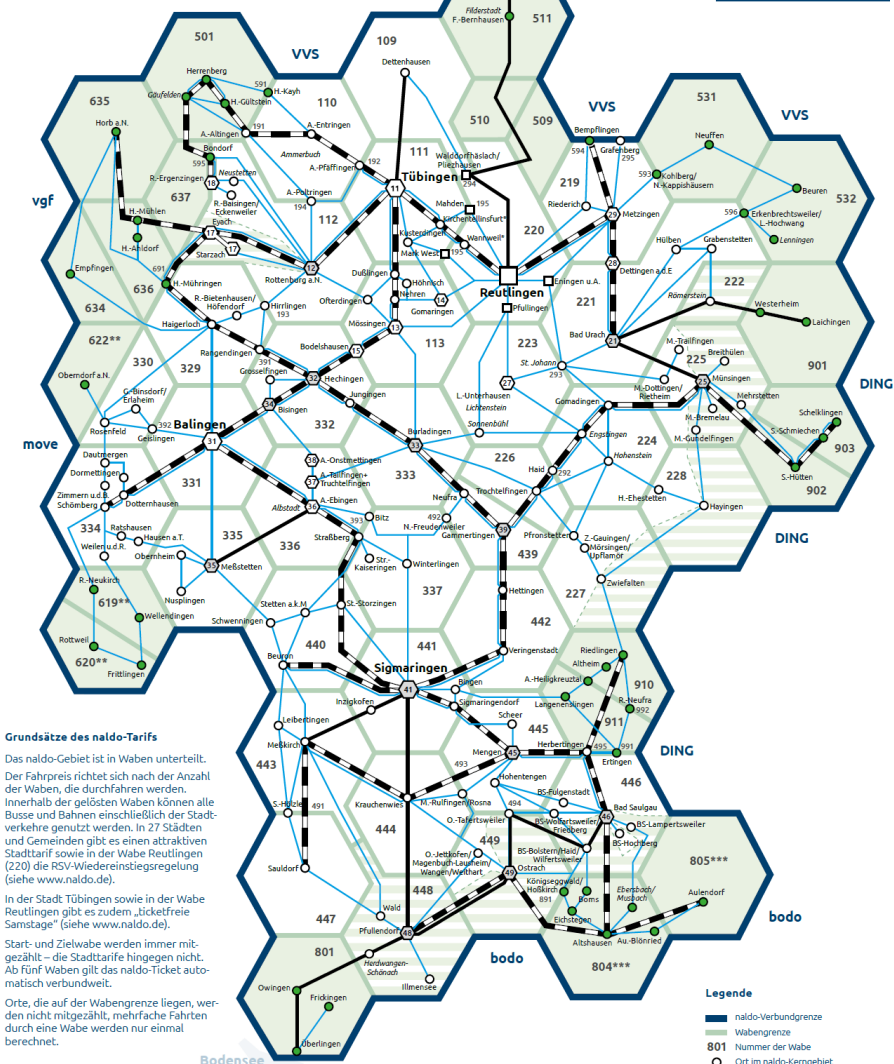 Filderstadt
F.-Bernhausen
511
501
VVS
109
Herrenberg
Dettenhausen
Gäufelden
591
H.-Kayh
H.-Gültstein
110
635
VVS
531
VVS
Horb a.N.
A.-Altingen
191
A.-Entringen
510
509
Bempflingen
Grafenberg
594
295
Neuffen
Bondorf
595
Ammerbuch
111
Walddorfhäslach/
Pliezhausen
294
R.-Ergenzingen
18
Neustetten
A.-Pfäffingen
192
Tübingen
11
219
593
Kohlberg/
N.-Kappishäusern
Beuren
532
vgf
637
R.-Baisingen/
Eckenweiler
A.-Poltringen
194
Mahden
195
Riederich
29
Metzingen
596
Erkenbrechtsweiler/
L.-Hochwang
H.-Mühlen
Eyach
112
Kirchentellinsfurt*
Kusterdingen
Wannweil*
220
Lenningen
17
H.-Ahldorf
Starzach
17
Mark West
195
Hülben
Grabenstetten
Empfingen
691
12
Rottenburg a.N.
Dußlingen
28
Dettingen a.d.E
222
636
H.-Mühringen
Höhnisch
Reutlingen
Eningen u.A.
Römerstein
634
R.-Bietenhausen/
Höfendorf
Hirrlingen
193
Ofterdingen
Nehren
14
Gomaringen
Pfullingen
221
Westerheim
Haigerloch
Mössingen
13
Bad Urach
21
Laichingen
622**
330
329
Bodelshausen
15
113
223
M.-Trailfingen
225
Breithülen
901
Rangendingen
391
Grosselfingen
St. Johann
293
DING
Oberndorf a.N.
32
Hechingen
27
M.-Dottingen/
Rietheim
25
Münsingen
G.-Binsdorf/
Erlaheim
34
Jungingen
L.-Unterhausen
Lichtenstein
Gomadingen
Mehrstetten
Schelklingen
Balingen
392
Bisingen
M.-Bremelau
S.-Schmiechen
move
Rosenfeld
Geislingen
31
332
Burladingen
33
Sonnenbühl
Engstingen
M.-Gundelfingen
903
Dautmergen
38
A.-Onstmettingen
226
Hohenstein
224
Dormettingen
37
A.-Tailfingen+
Truchtelfingen
333
Haid
292
228
S.-Hütten
902
Zimmern u.d.B.
331
Trochtelfingen
Schömberg
Dotternhausen
A.-Ebingen
Albstadt
36
Neufra
H.-Ehestetten
Hayingen
334
Ratshausen
335
393
Bitz
492
N.-Freudenweiler
39
Gammertingen
Hausen a.T.
Weilen u.d.R.
Obernheim
336
Straßberg
439
Pfronstetten
Z.-Gauingen/
Mörsingen/
Upflamör
DING
35
Meßstetten
Str.-
Kaiseringen
Winterlingen
R.-Neukirch
Zwiefalten
619**
Nusplingen
337
Hettingen
227
Stetten a.k.M
St.-Storzingen
Wellendingen
Schwenningen
442
Rottweil
440
441
Veringenstadt
Riedlingen
620**
Frittlingen
Beuron
Sigmaringen
41
Altheim
910
Bingen
A.-Heiligkreuztal
R.-Neufra
Inzigkofen
Sigmaringendorf
Langenenslingen
992
Leibertingen
Scheer
445
911
Meßkirch
Mengen
45
Herbertingen
495
991
Ertingen
DING
443
493
Hohentengen
446
S.-Hölzle
491
Krauchenwies
M.-Rulfingen/Rosna
494
BS-Fulgenstadt
Bad Saulgau
46
BS-Lampertsweiler
444
O.-Tafertsweiler
BS-Wolfartsweiler/
Friedberg
BS-Hochberg
449
BS-Bolstern/Haid/
Wilfertsweiler
805***
Sauldorf
O.-Jettkofen/
Magenbuch-Lausheim/
Wangen/Weithart
49
Ostrach
Königseggwald/
Hoßkirch
891
Boms
Ebersbach/
Musbach
Aulendorf
448
447
Wald
Eichstegen
bodo
Pfullendorf
48
Altshausen
Au.-Blönried
801
Herdwangen-
Schönach
bodo
804***
Illmensee
Owingen
Frickingen
Überlingen
Bodensee
Grundsätze des naldo-Tarifs
Das naldo-Gebiet ist in Waben unterteilt.
Der Fahrpreis richtet sich nach der Anzahl
der Waben, die durchfahren werden.
Innerhalb der gelösten Waben können alle
Busse und Bahnen einschließlich der Stadt-
verkehre genutzt werden. In 27 Städten
und Gemeinden gibt es einen attraktiven
Stadttarif sowie in der Wabe Reutlingen
(220) die RSV-Wiedereinstiegsregelung
(siehe www.naldo.de).
In der Stadt Tübingen sowie in der Wabe
Reutlingen gibt es zudem „ticketfreie
Samstage" (siehe www.naldo.de).
Start- und Zielwabe werden immer mit-
gezählt – die Stadttarife hingegen nicht.
Ab fünf Waben gilt das naldo-Ticket auto-
matisch verbundweit.
Orte, die auf der Wabengrenze liegen, wer-
den nicht mitgezählt, mehrfache Fahrten
durch eine Wabe werden nur einmal
berechnet.
Legende
naldo-Verbundgrenze
Wabengrenze
801 Nummer der Wabe
Ort im naldo-Kerngebiet